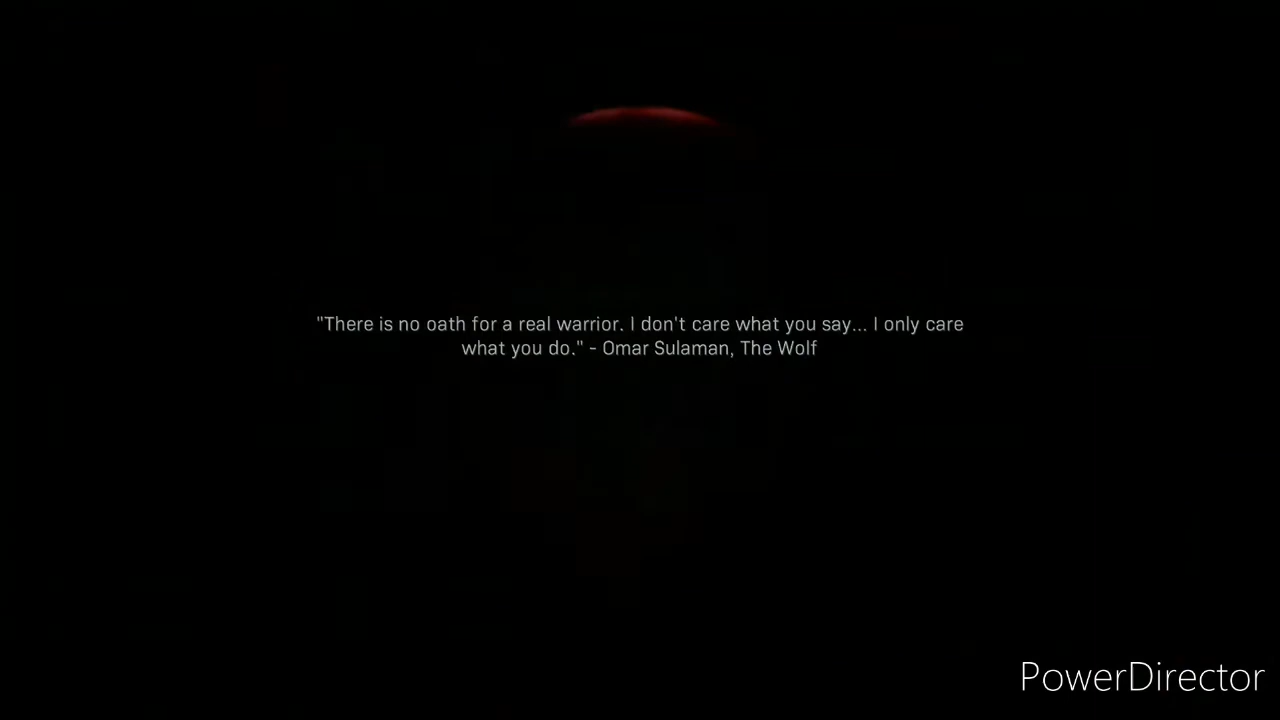 "There is no oath for a real warrior. I don't care what you say... I only care
what you do." - Omar Sulaman, The Wolf
PowerDirector